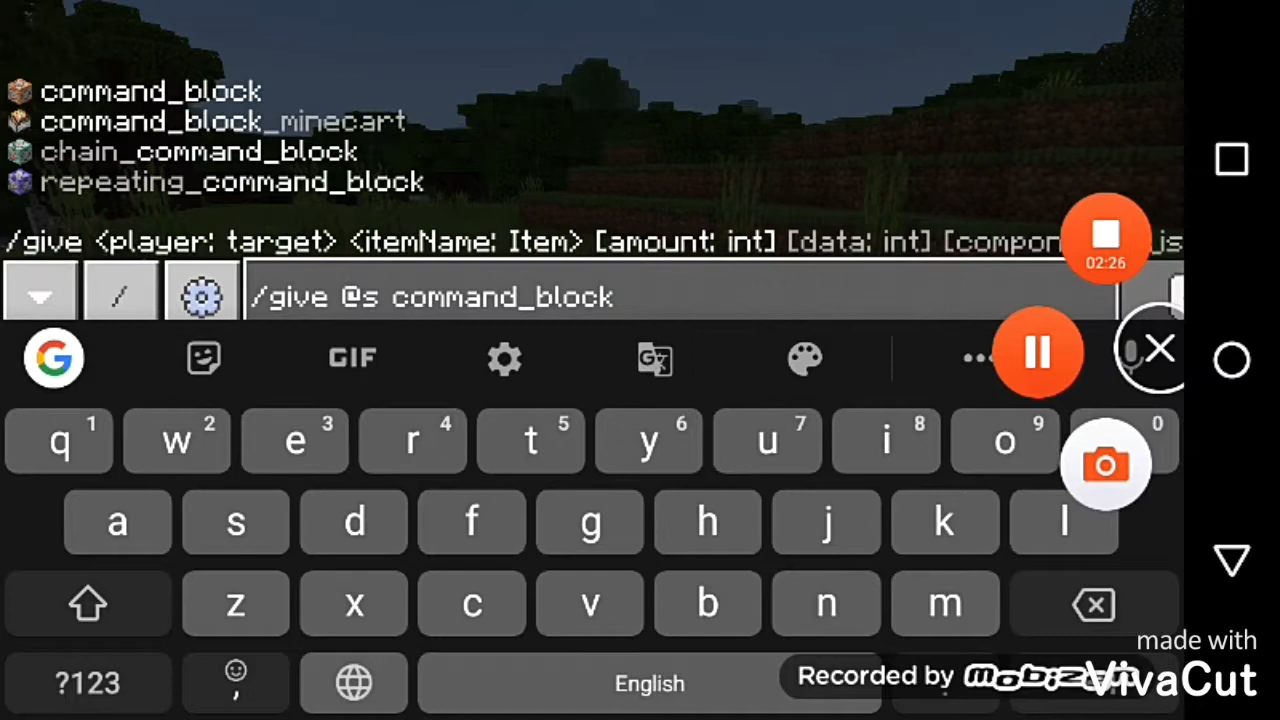 command_block
command_block_minecart
chain_command_block
repeating_command_block
/give <player: target> <itemName: Item> [amount: int] [data: int] [compon
02:26
/ /give @s command_block
G GIF
q 1 w 2 e 3 r 4 t 5 y 6 u 7 i 8 o 9 0
a s d f g h j k l
z x c v b n m
made with
VivaCut
?123 , English
Recorded by mobizen